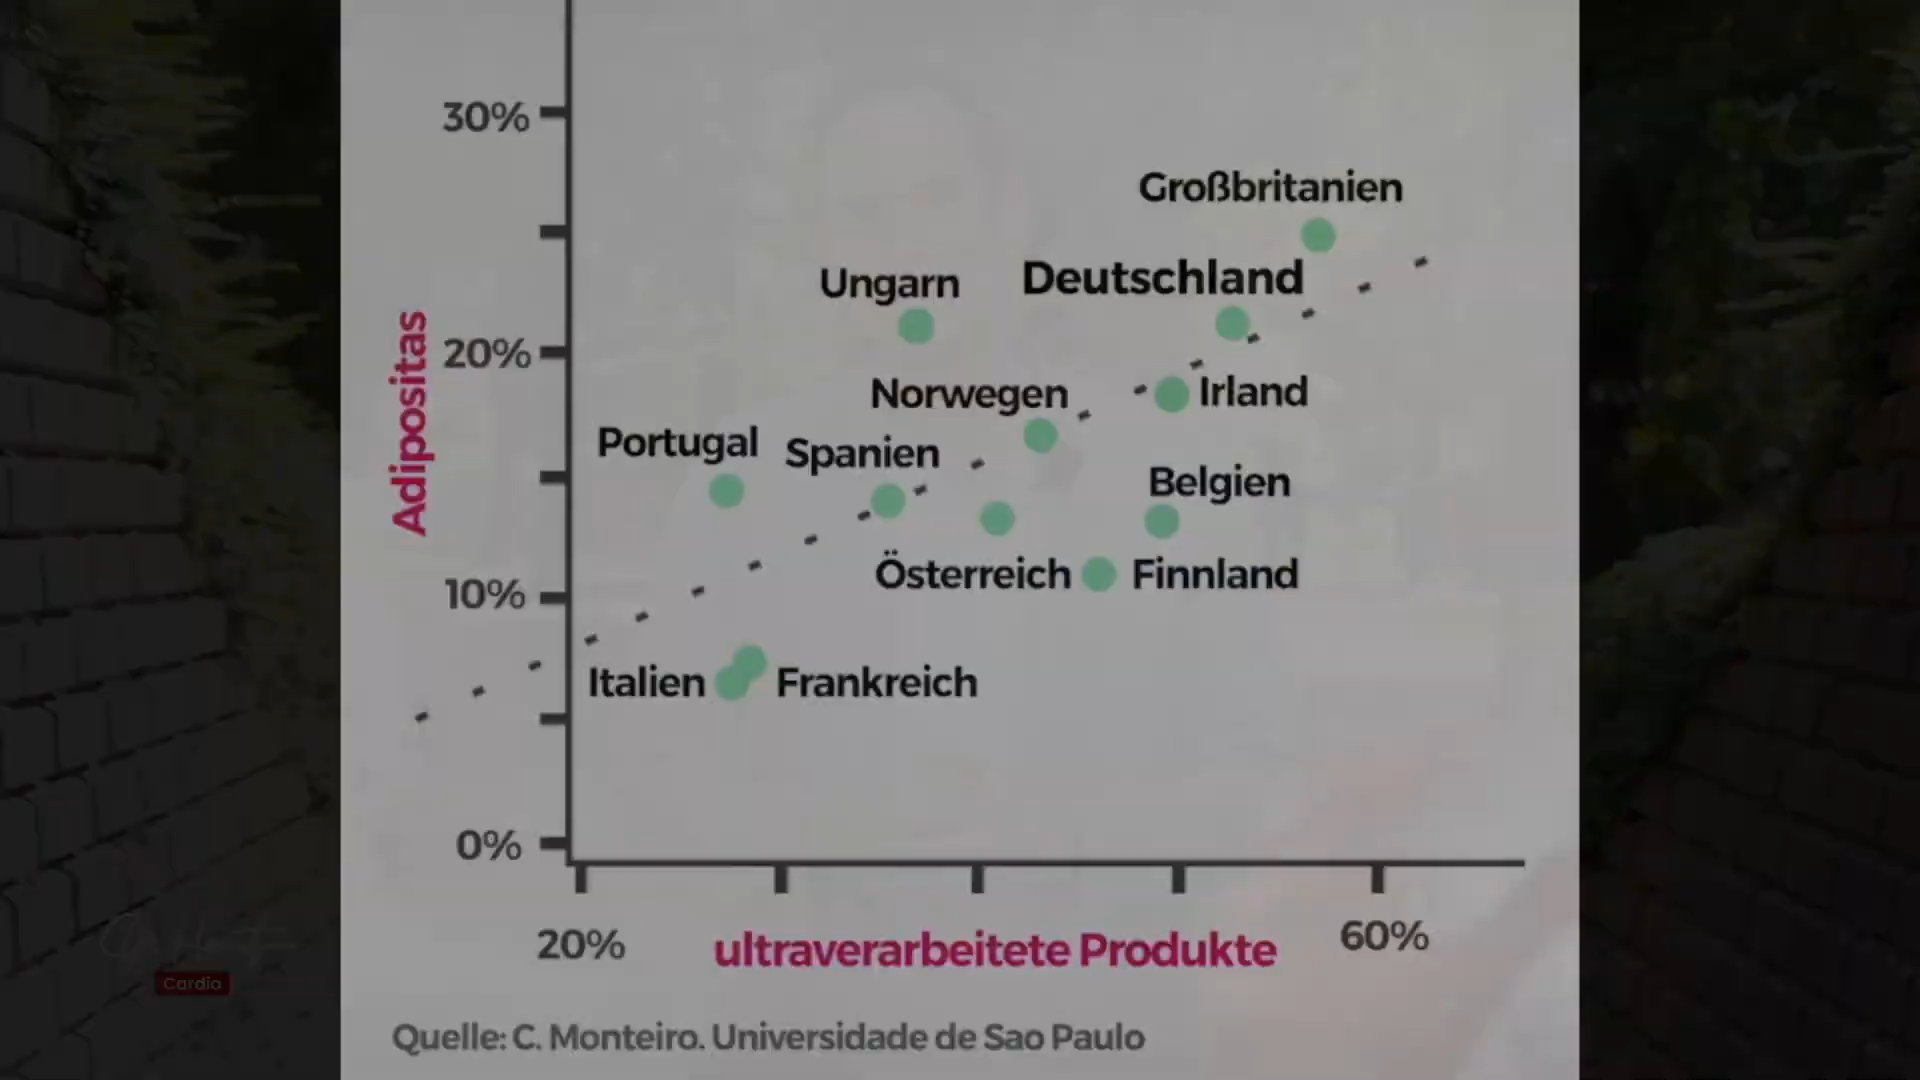 30%
Großbritanien
Deutschland
Ungarn
20%
Norwegen
Irland
Portugal
Spanien
Belgien
Adipositas
10%
Österreich
Finnland
Italien
Frankreich
0%
20%
60%
ultraverarbeitete Produkte
Cardio
Quelle: C. Monteiro. Universidade de Sao Paulo